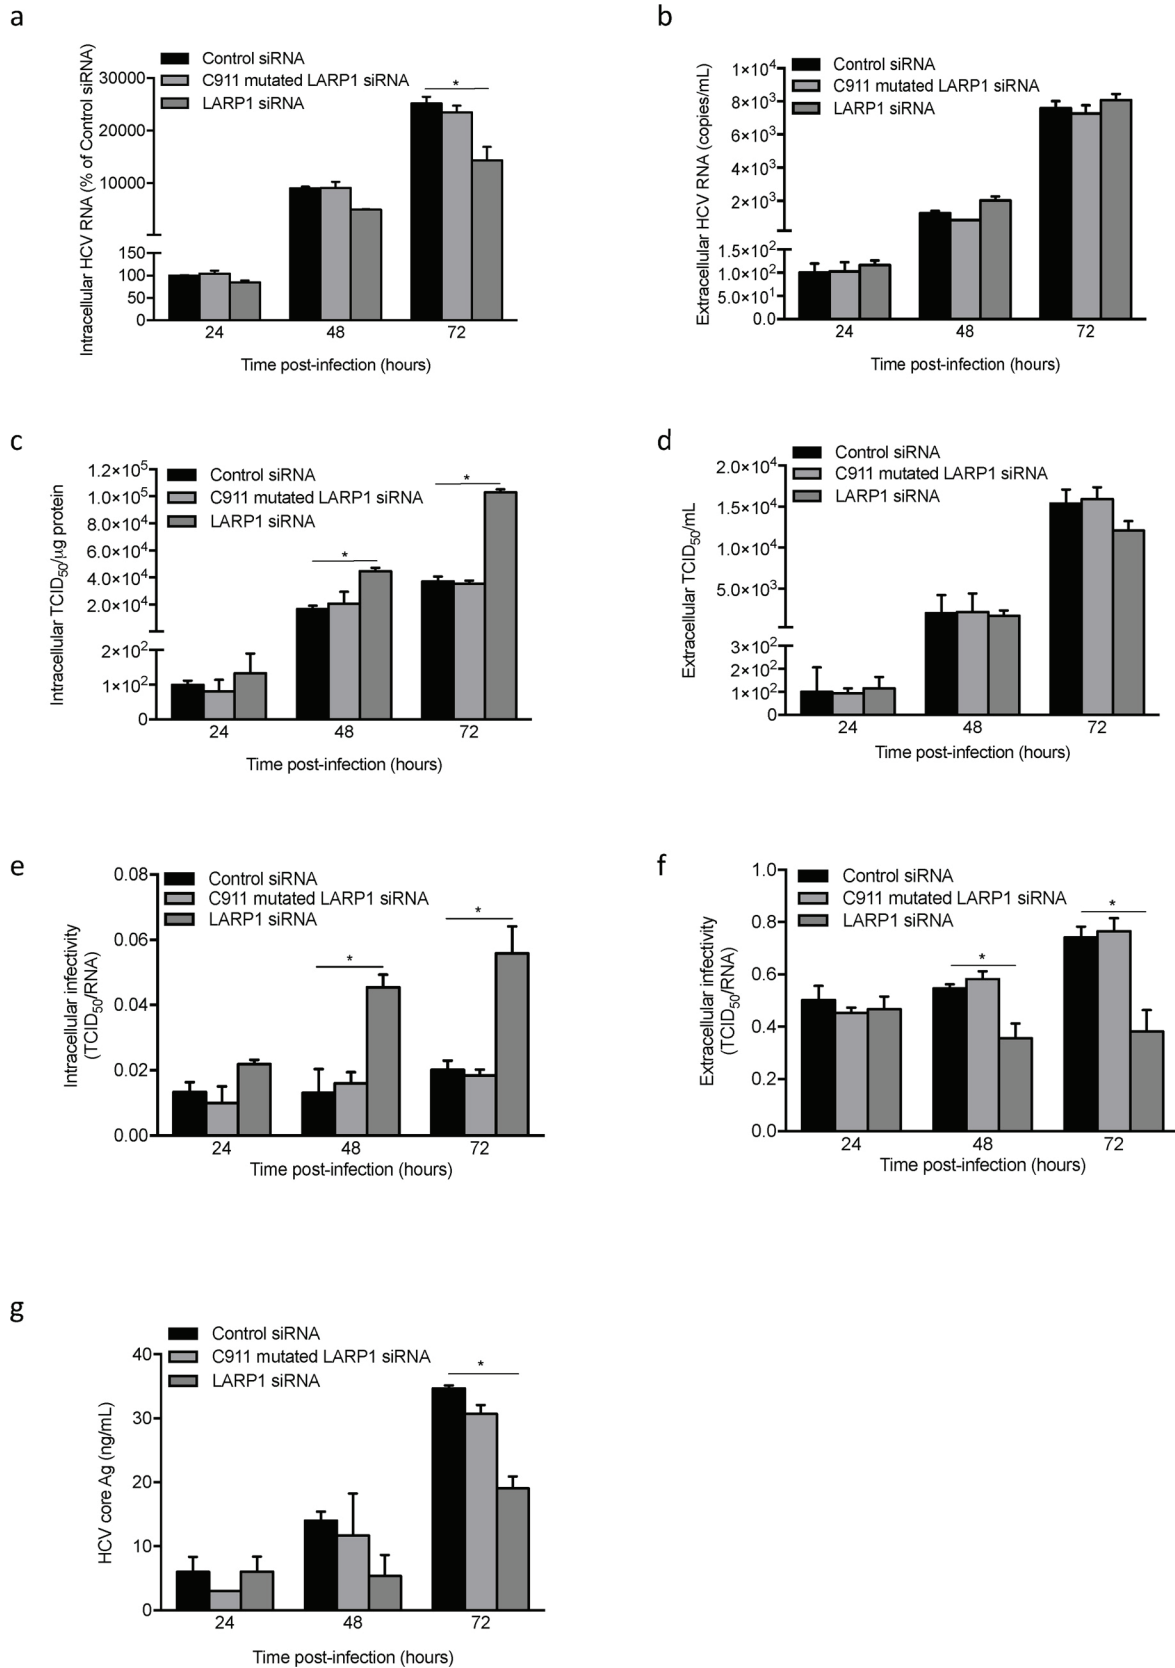 a
Intracellular HCV RNA (% of Control siRNA)
Control siRNA
C911 mutated LARP1 siRNA
LARP1 siRNA
30000
20000
10000
150
100
50
0
*
24 48 72
Time post-infection (hours)
b
Extracellular HCV RNA (copies/mL)
Control siRNA
C911 mutated LARP1 siRNA
LARP1 siRNA
1×10⁴
8×10³
6×10³
4×10³
2×10³
1.5×10²
1.0×10²
5.0×10¹
0.0
24 48 72
Time post-infection (hours)
c
Intracellular TCID₅₀/µg protein
Control siRNA
C911 mutated LARP1 siRNA
LARP1 siRNA
1.2×10⁵
1.0×10⁵
8.0×10⁴
6.0×10⁴
4.0×10⁴
2.0×10⁴
2×10²
1×10²
0
*
*
24 48 72
Time post-infection (hours)
d
Extracellular TCID₅₀/mL
Control siRNA
C911 mutated LARP1 siRNA
LARP1 siRNA
2.0×10⁴
1.5×10⁴
1.0×10⁴
5.0×10³
3×10²
2×10²
1×10²
0
24 48 72
Time post-infection (hours)
e
Intracellular infectivity
(TCID₅₀/RNA)
Control siRNA
C911 mutated LARP1 siRNA
LARP1 siRNA
0.08
0.06
0.04
0.02
0.00
*
*
24 48 72
Time post-infection (hours)
f
Extracellular infectivity
(TCID₅₀/RNA)
Control siRNA
C911 mutated LARP1 siRNA
LARP1 siRNA
1.0
0.8
0.6
0.4
0.2
0.0
*
*
24 48 72
Time post-infection (hours)
g
HCV core Ag (ng/mL)
Control siRNA
C911 mutated LARP1 siRNA
LARP1 siRNA
40
30
20
10
0
*
24 48 72
Time post-infection (hours)